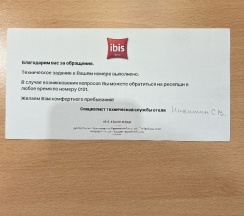 ibis
Благодарим вас за обращение.
Техническое задание в Вашем номере выполнено.
В случае возникновения вопросов Вы можете обратиться на ресепшн в
любое время по номеру 0101.
Желаем Вам комфортного пребывания!
Специалист технической службы отеля